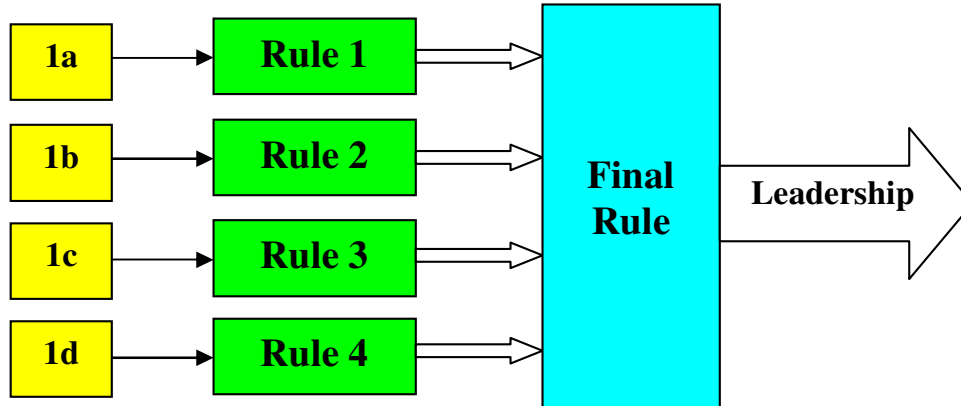 1a
Rule 1
1b
Rule 2
1c
Rule 3
1d
Rule 4
Final
Rule
Leadership